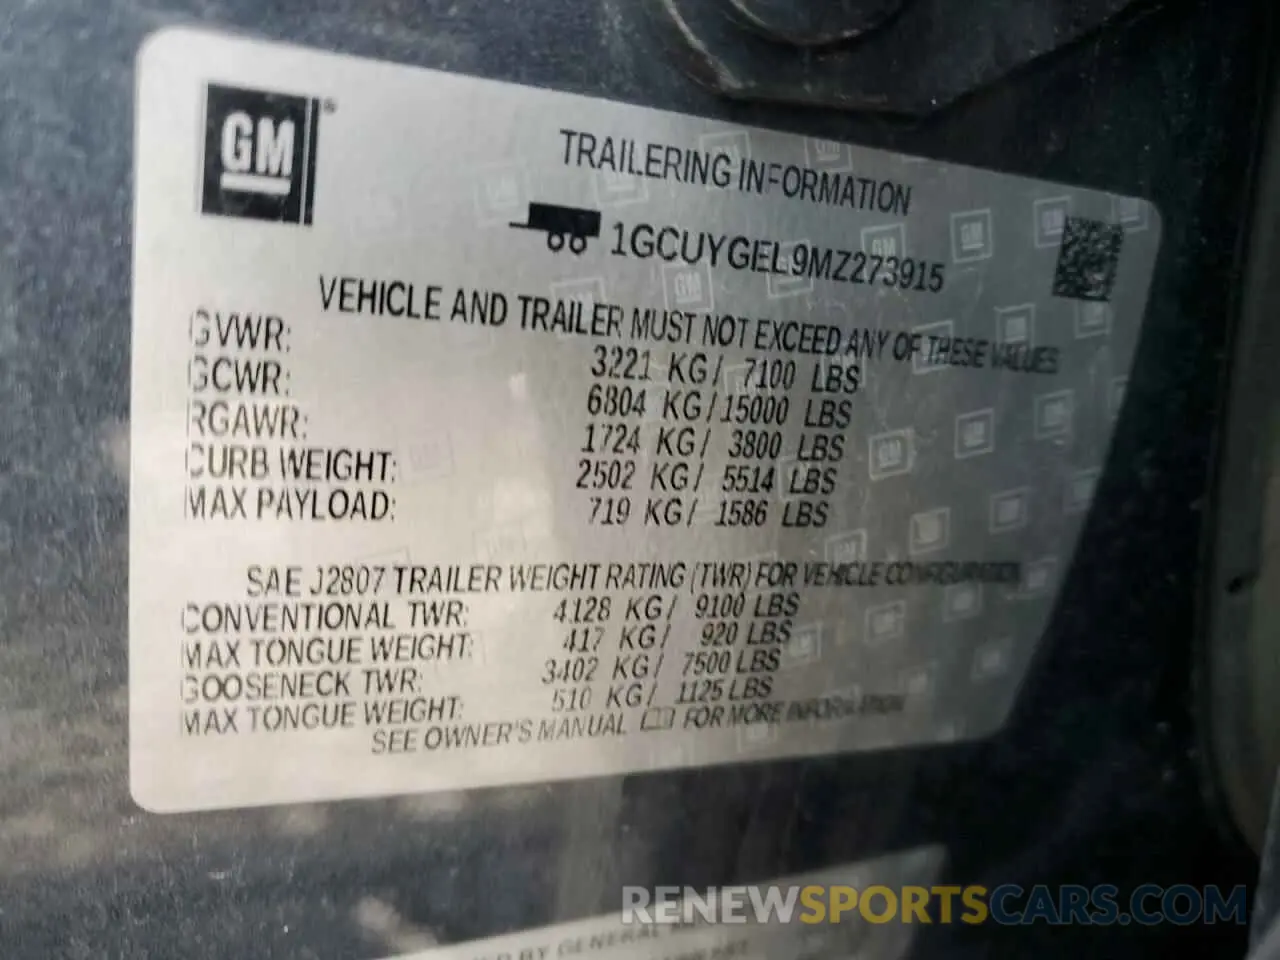 GM®
TRAILERING INFORMATION
1GCUYGEL9MZ273915
VEHICLE AND TRAILER MUST NOT EXCEED ANY OF THESE VALUES
GVWR: 3221 KG/ 7100 LBS
GCWR: 6804 KG/15000 LBS
RGAWR: 1724 KG/ 3800 LBS
CURB WEIGHT: 2502 KG/ 5514 LBS
MAX PAYLOAD: 719 KG/ 1586 LBS
SAE J2807 TRAILER WEIGHT RATING (TWR) FOR VEHICLE CONFIGURATION
CONVENTIONAL TWR: 4128 KG/ 9100 LBS
MAX TONGUE WEIGHT: 417 KG/ 920 LBS
GOOSENECK TWR: 3402 KG/ 7500 LBS
MAX TONGUE WEIGHT: 510 KG/ 1125 LBS
SEE OWNER'S MANUAL FOR MORE INFORMATION
BY GENERAL
RENEWSPORTSCARS.COM